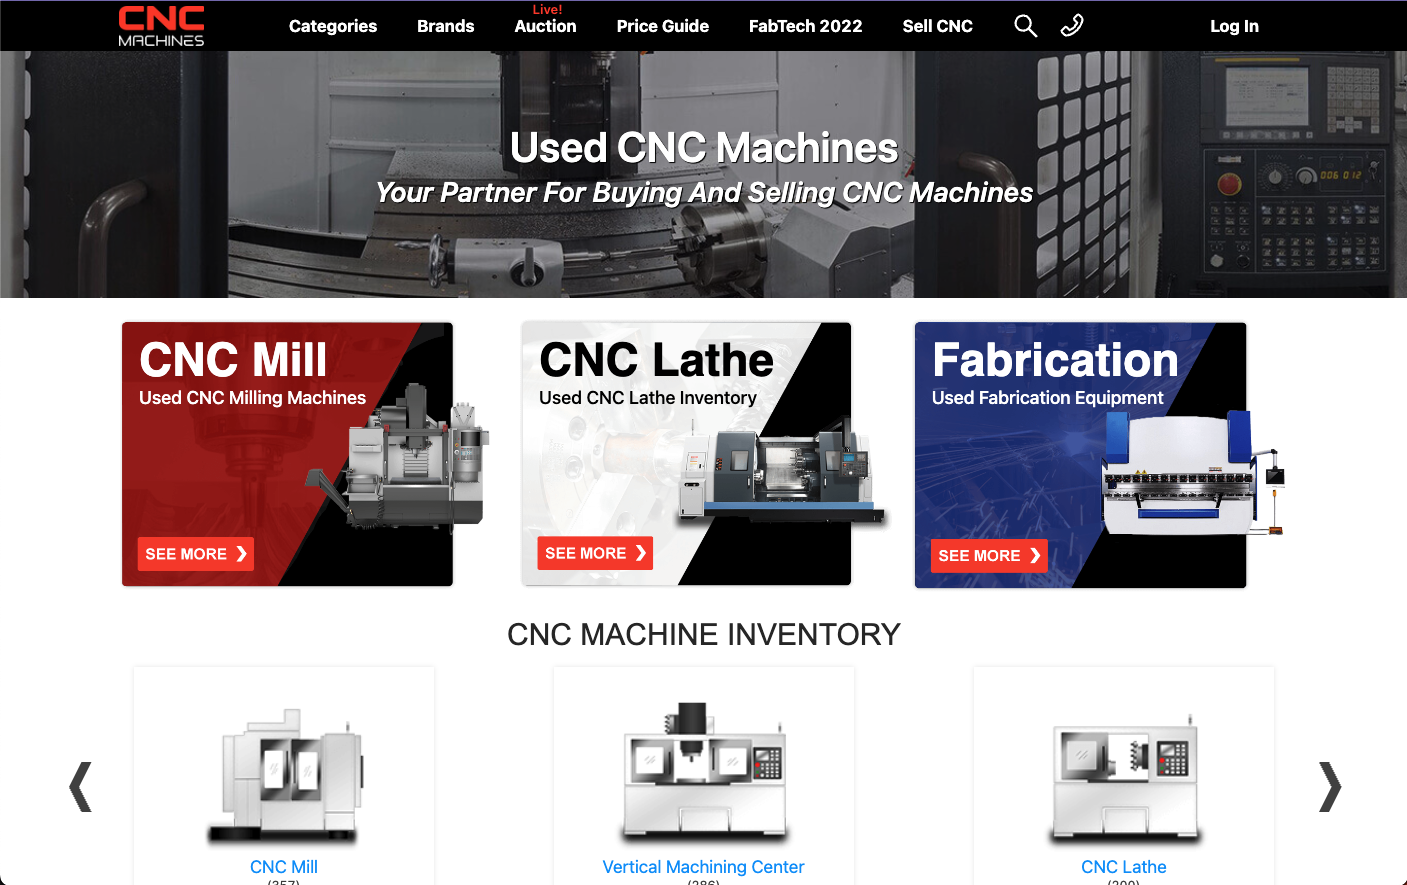 CNC
MACHINES
Categories
Brands
Live!
Auction
Price Guide
FabTech 2022
Sell CNC
Log In
Used CNC Machines
Your Partner For Buying And Selling CNC Machines
006 012
CNC Mill
Used CNC Milling Machines
SEE MORE
CNC Lathe
Used CNC Lathe Inventory
SEE MORE
Fabrication
Used Fabrication Equipment
SEE MORE
CNC MACHINE INVENTORY
CNC Mill
Vertical Machining Center
CNC Lathe